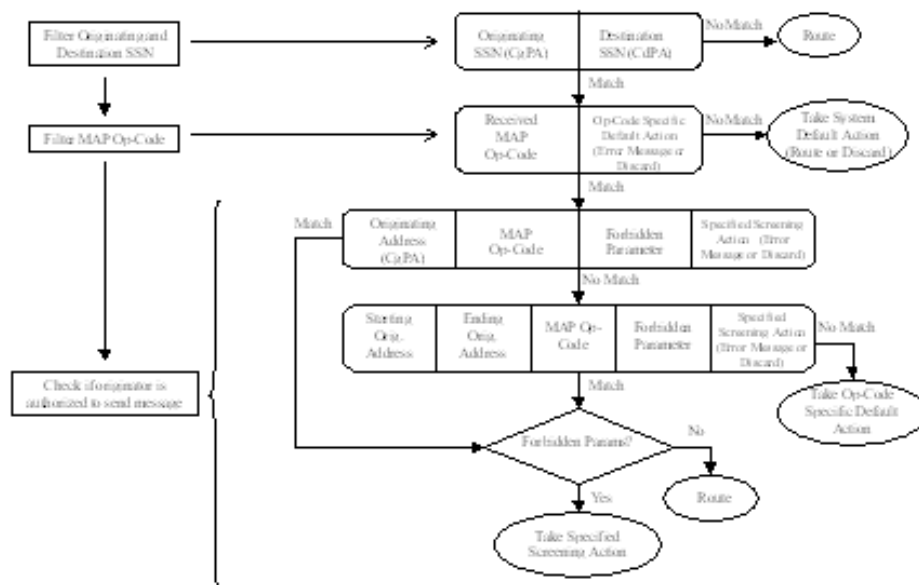 Filter Originating and
Destination SSN
Originating
SSN (CgPA)
Destination
SSN (CdPA)
No Match
Route
Match
Filter MAP Op-Code
Received
MAP
Op-Code
Op-Code Specific
Default Action
(Error Message or
Discard)
No Match
Take System
Default Action
(Route or Discard)
Match
Match
Originating
Address
(CgPA)
MAP
Op-Code
Forbidden
Parameter
Specified Screening
Action (Error
Message or Discard)
No Match
Starting
Orig.
Address
Ending
Orig.
Address
MAP Op-
Code
Forbidden
Parameter
Specified
Screening Action
(Error Message or
Discard)
No Match
Check if originator is
authorized to send message
Match
Take Op-Code
Specific Default
Action
Forbidden Params?
No
Route
Yes
Take Specified
Screening Action